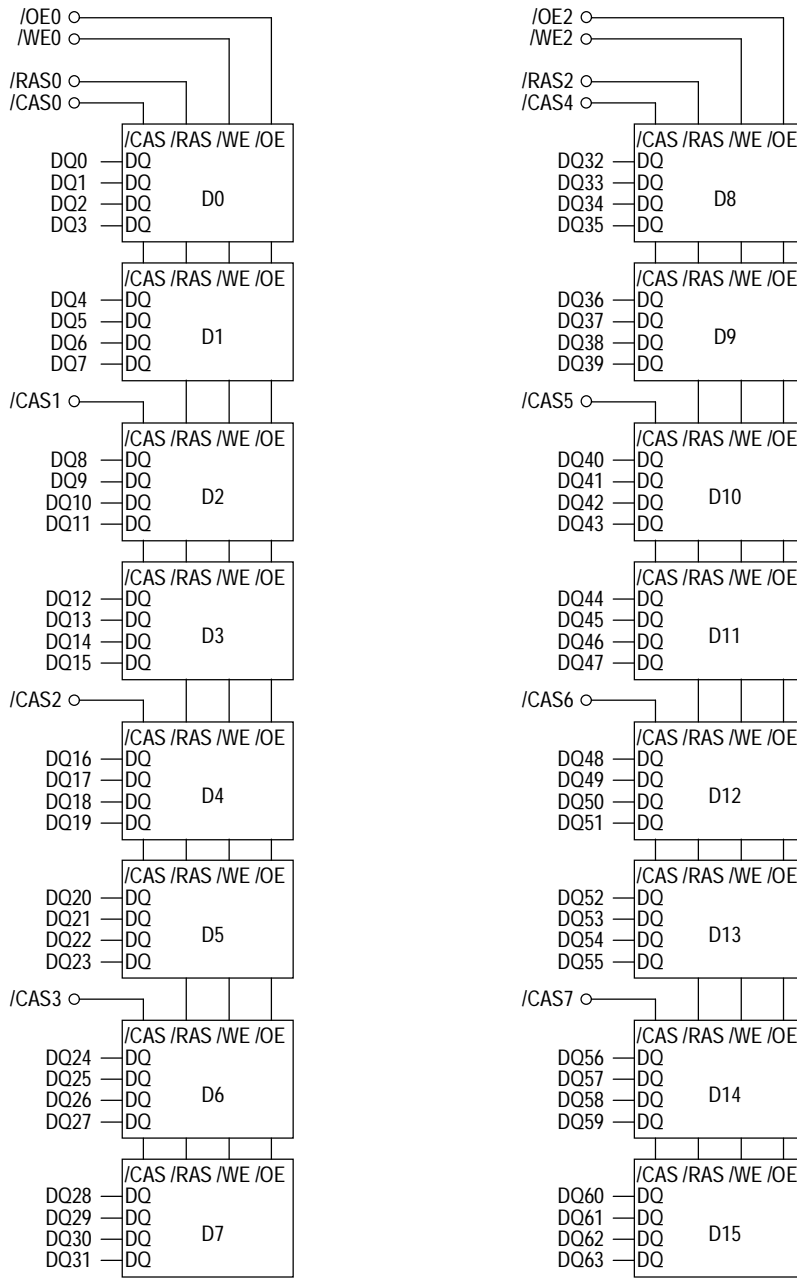 /OE0
/WE0
/RAS0
/CAS0
/CAS /RAS /WE /OE
DQ0 DQ
DQ1 DQ
DQ2 DQ D0
DQ3 DQ
/CAS /RAS /WE /OE
DQ4 DQ
DQ5 DQ
DQ6 DQ D1
DQ7 DQ
/CAS1
/CAS /RAS /WE /OE
DQ8 DQ
DQ9 DQ
DQ10 DQ D2
DQ11 DQ
/CAS /RAS /WE /OE
DQ12 DQ
DQ13 DQ
DQ14 DQ D3
DQ15 DQ
/CAS2
/CAS /RAS /WE /OE
DQ16 DQ
DQ17 DQ
DQ18 DQ D4
DQ19 DQ
/CAS /RAS /WE /OE
DQ20 DQ
DQ21 DQ
DQ22 DQ D5
DQ23 DQ
/CAS3
/CAS /RAS /WE /OE
DQ24 DQ
DQ25 DQ
DQ26 DQ D6
DQ27 DQ
/CAS /RAS /WE /OE
DQ28 DQ
DQ29 DQ
DQ30 DQ D7
DQ31 DQ
/OE2
/WE2
/RAS2
/CAS4
/CAS /RAS /WE /OE
DQ32 DQ
DQ33 DQ
DQ34 DQ D8
DQ35 DQ
/CAS /RAS /WE /OE
DQ36 DQ
DQ37 DQ
DQ38 DQ D9
DQ39 DQ
/CAS5
/CAS /RAS /WE /OE
DQ40 DQ
DQ41 DQ
DQ42 DQ D10
DQ43 DQ
/CAS /RAS /WE /OE
DQ44 DQ
DQ45 DQ
DQ46 DQ D11
DQ47 DQ
/CAS6
/CAS /RAS /WE /OE
DQ48 DQ
DQ49 DQ
DQ50 DQ D12
DQ51 DQ
/CAS /RAS /WE /OE
DQ52 DQ
DQ53 DQ
DQ54 DQ D13
DQ55 DQ
/CAS7
/CAS /RAS /WE /OE
DQ56 DQ
DQ57 DQ
DQ58 DQ D14
DQ59 DQ
/CAS /RAS /WE /OE
DQ60 DQ
DQ61 DQ
DQ62 DQ D15
DQ63 DQ